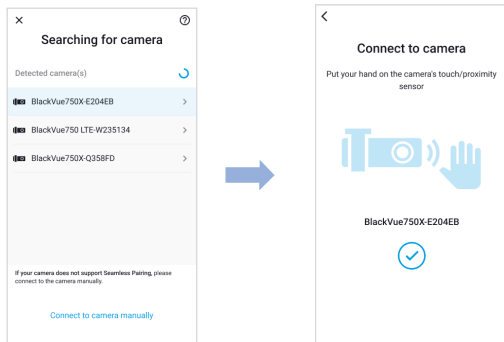 Searching for camera
Detected camera(s)
BlackVue750X-E204EB
BlackVue750 LTE-W235134
BlackVue750X-Q358FD
If your camera does not support Seamless Pairing, please
connect to the camera manually.
Connect to camera manually
Connect to camera
Put your hand on the camera's touch/proximity
sensor
BlackVue750X-E204EB